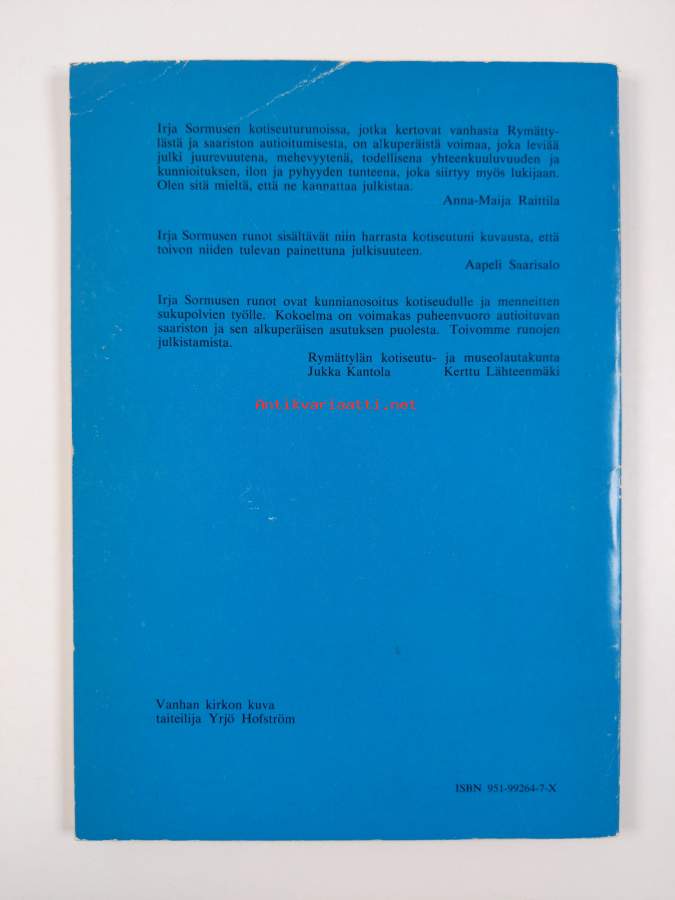 Irja Sormusen kotiseuturunoissa, jotka kertovat vanhasta Rymätty-
lästä ja saariston autioitumisesta, on alkuperäistä voimaa, joka leviää
julki juurevuutena, mehevyytenä, todellisena yhteenkuuluvuuden ja
kunnioituksen, ilon ja pyhyyden tunteena, joka siirtyy myös lukijaan.
Olen sitä mieltä, että ne kannattaa julkistaa.
Anna-Maija Raittila
Irja Sormusen runot sisältävät niin harrasta kotiseutuni kuvausta, että
toivon niiden tulevan painettuna julkisuuteen.
Aapeli Saarisalo
Irja Sormusen runot ovat kunnianosoitus kotiseudulle ja menneitten
sukupolvien työlle. Kokoelma on voimakas puheenvuoro autioituvan
saariston ja sen alkuperäisen asutuksen puolesta. Toivomme runojen
julkistamista.
Rymättylän kotiseutu- ja museolautakunta
Jukka Kantola Kerttu Lähteenmäki
Antikvariaatti.net
Vanhan kirkon kuva
taiteilija Yrjö Hofström
ISBN 951-99264-7-X